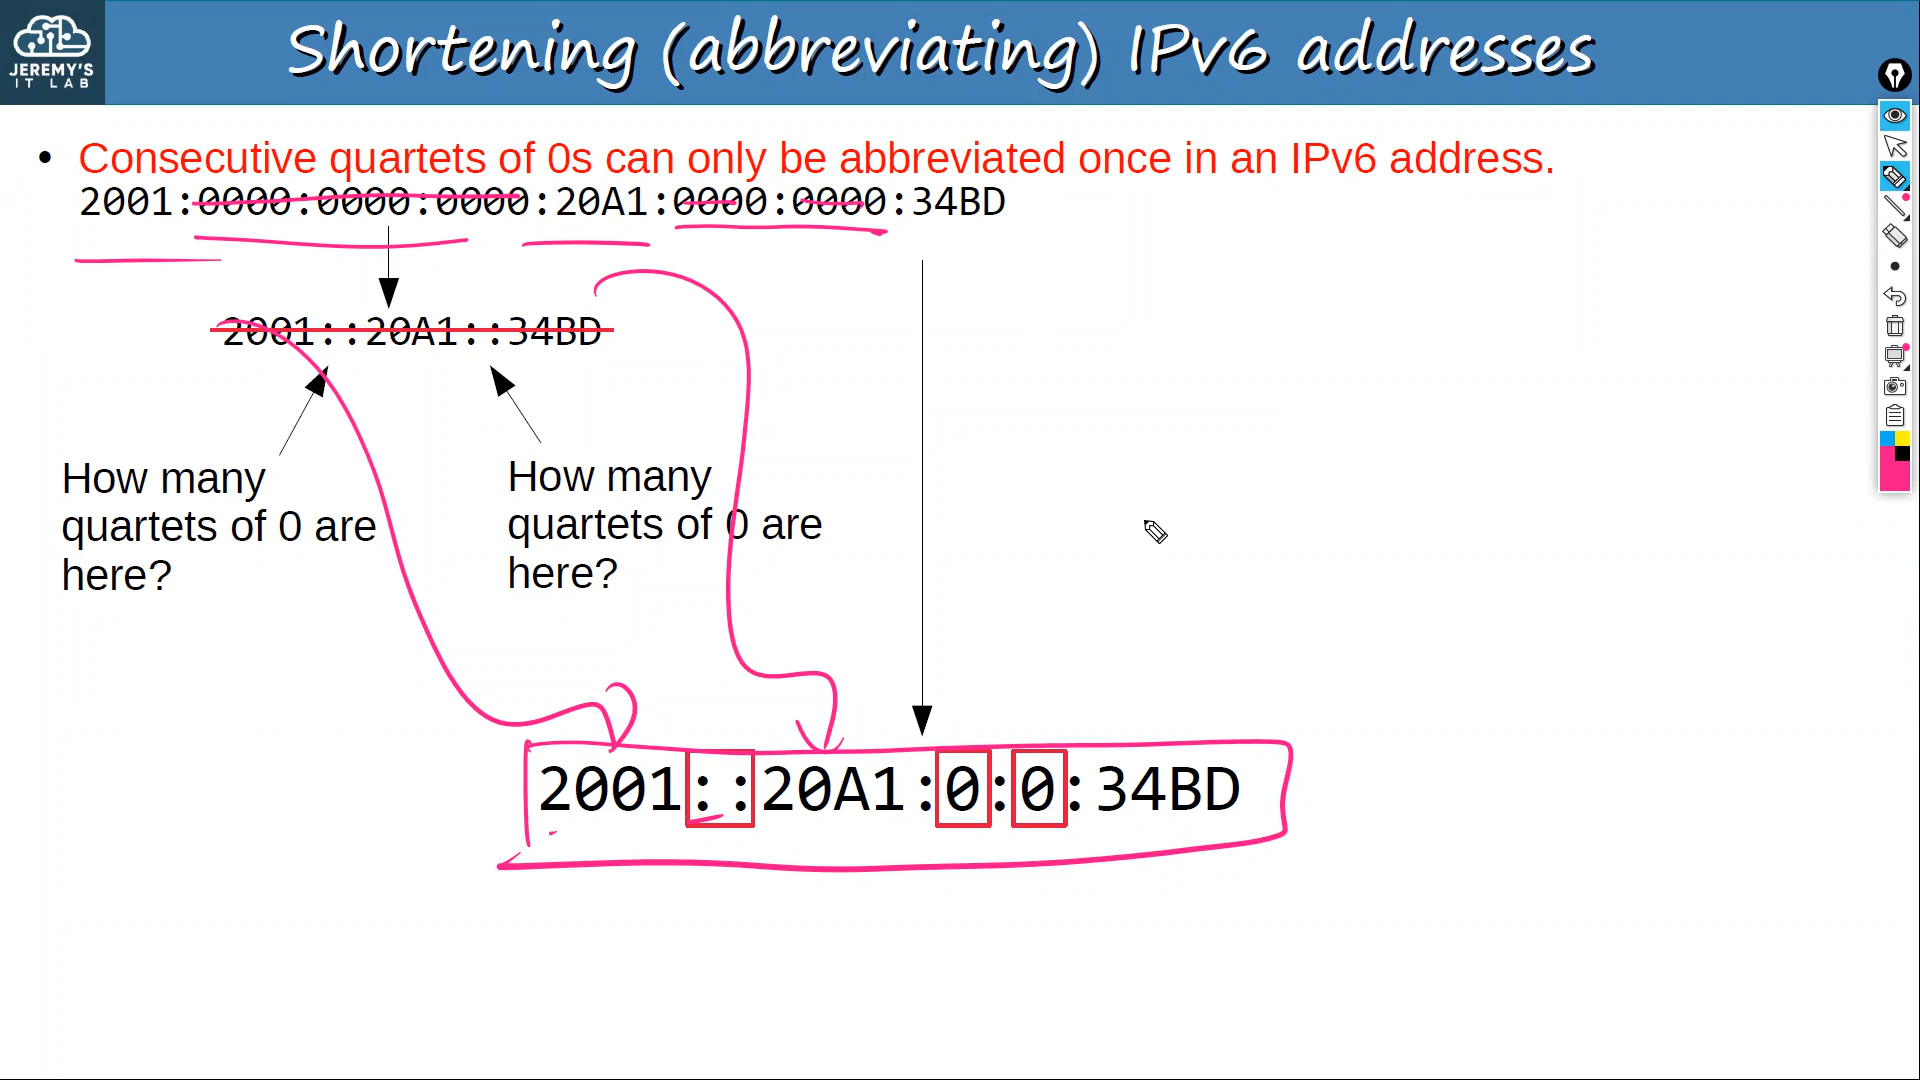 JEREMY'S
IT LAB
Shortening (abbreviating) IPv6 addresses
• Consecutive quartets of 0s can only be abbreviated once in an IPv6 address.
2001:0000:0000:0000:20A1:0000:0000:34BD
2001::20A1::34BD
How many
quartets of 0 are
here?
How many
quartets of 0 are
here?
2001::20A1:0:0:34BD